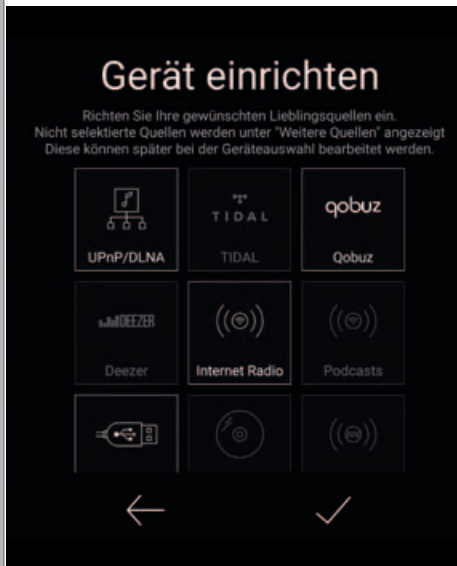 Gerät einrichten
Richten Sie Ihre gewünschten Lieblingsquellen ein.
Nicht selektierte Quellen werden unter "Weitere Quellen" angezeigt
Diese können später bei der Geräteauswahl bearbeitet werden.
TIDAL
qobuz
UPnP/DLNA
TIDAL
Qobuz
DEEZER
Deezer
Internet Radio
Podcasts